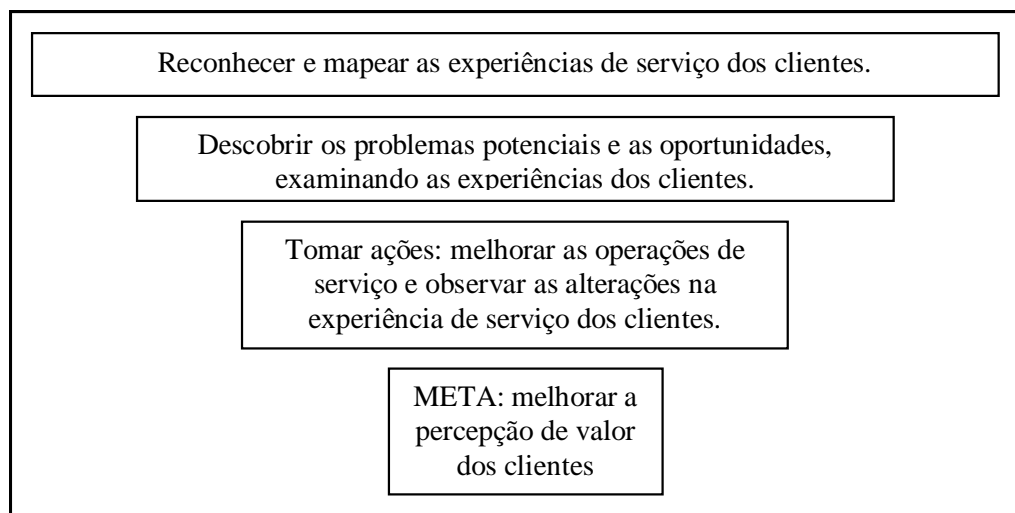 Reconhecer e mapear as experiências de serviço dos clientes.
Descobrir os problemas potenciais e as oportunidades,
examinando as experiências dos clientes.
Tomar ações: melhorar as operações de
serviço e observar as alterações na
experiência de serviço dos clientes.
META: melhorar a
percepção de valor
dos clientes